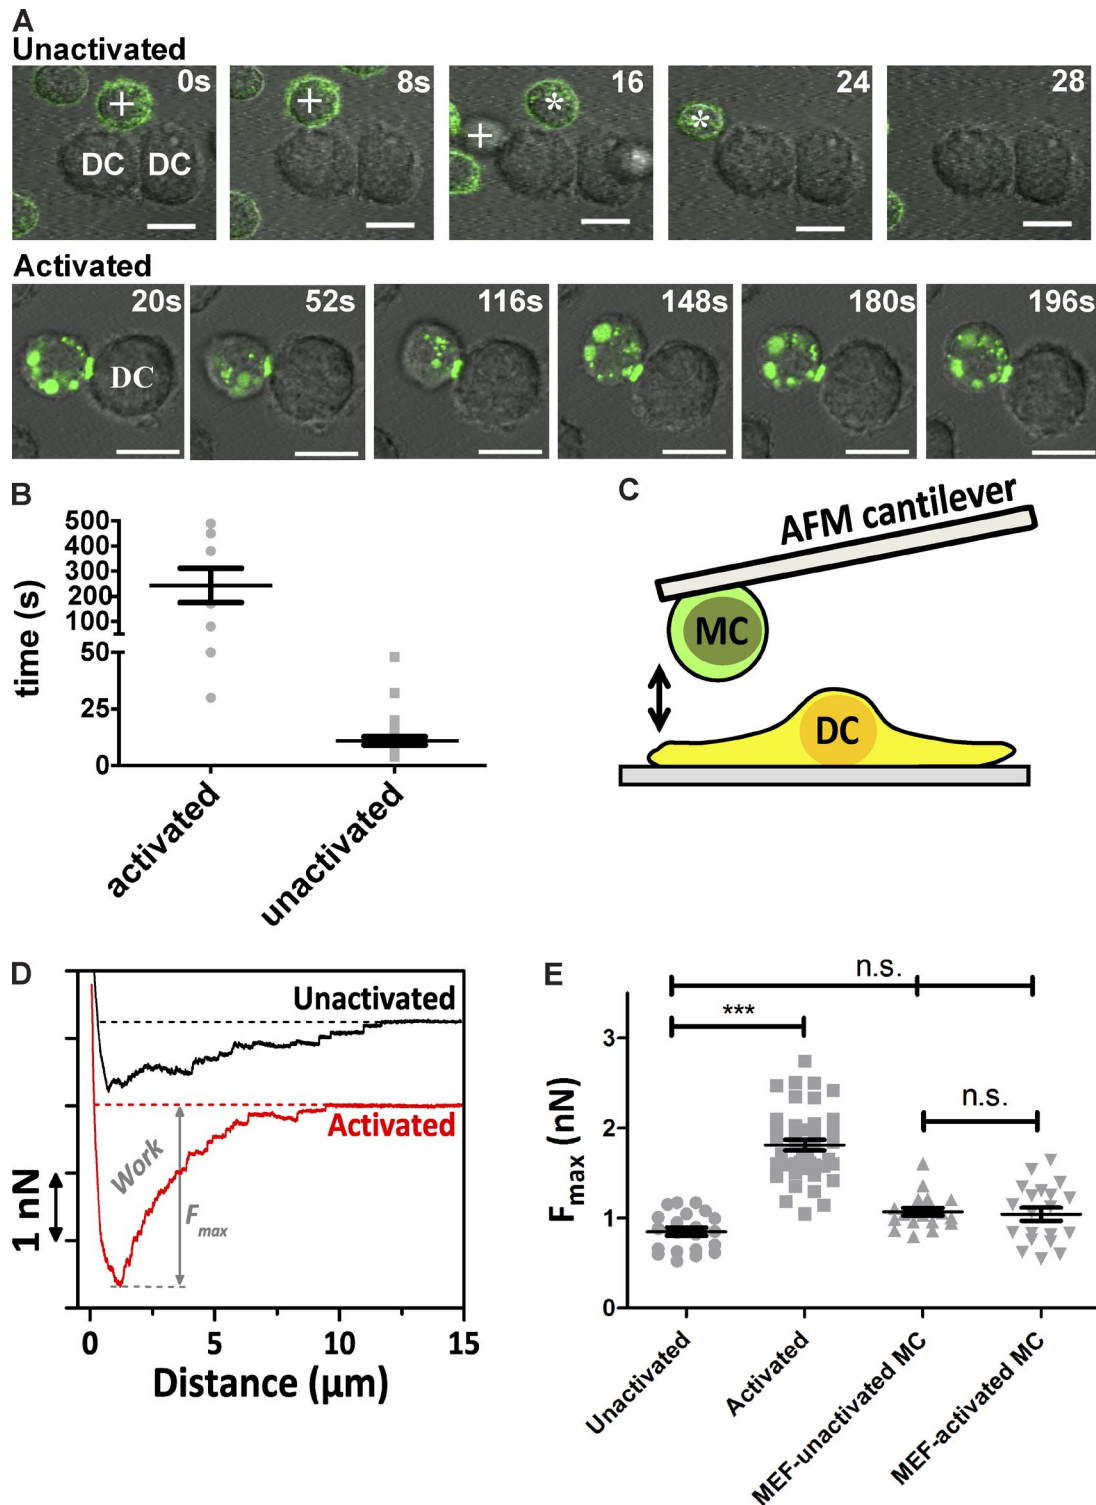 A
Unactivated
0s 8s 16 24 28
+ + * *
+
DC DC
Activated
20s 52s 116s 148s 180s 196s
DC
B
time (s)
500
400
300
200
100
50
25
0
activated
unactivated
C
AFM cantilever
MC
DC
D
Unactivated
Activated
Work
Fmax
1 nN
0 5 10 15
Distance (µm)
E
n.s.
***
n.s.
Fmax (nN)
3
2
1
0
Unactivated
Activated
MEF-unactivated MC
MEF-activated MC